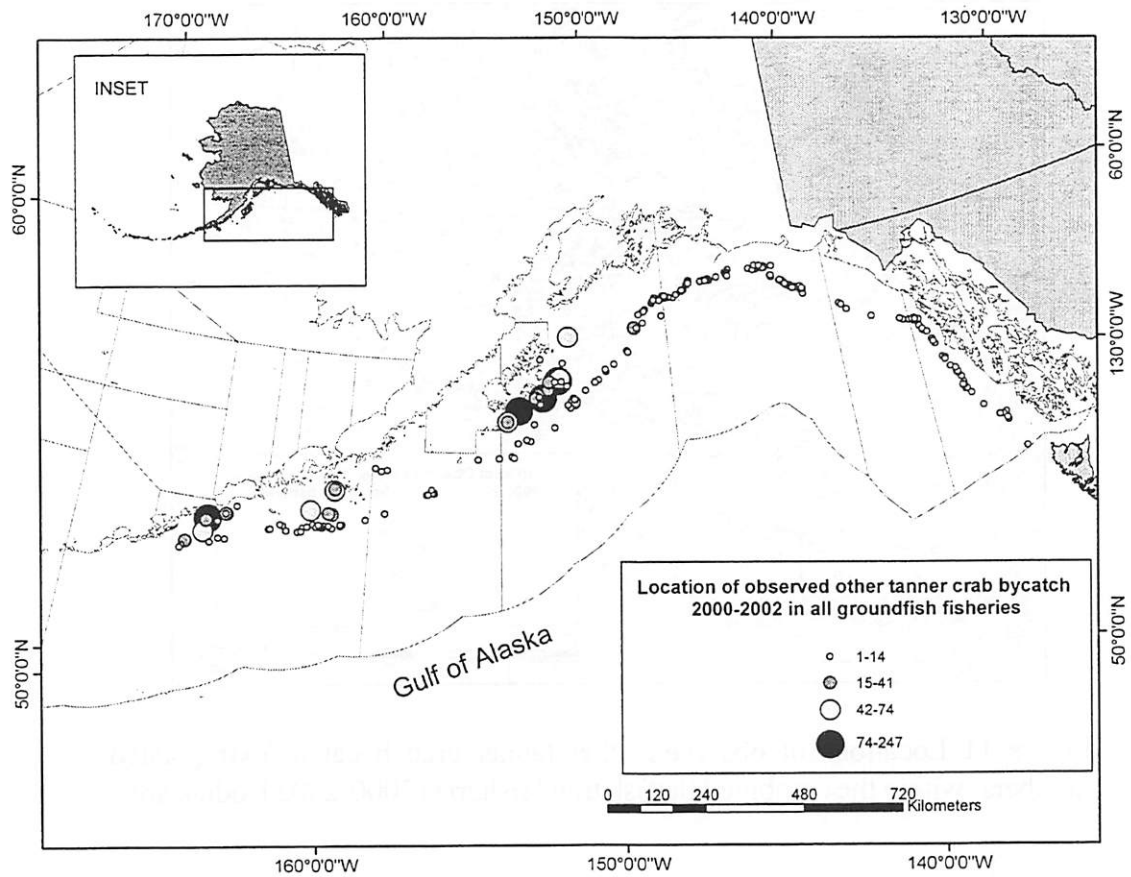 170°0'0"W
160°0'0"W
150°0'0"W
140°0'0"W
130°0'0"W
INSET
60°0'0"N
60°0'0"N
130°0'0"W
50°0'0"N
50°0'0"N
Gulf of Alaska
Location of observed other tanner crab bycatch
2000-2002 in all groundfish fisheries
1-14
15-41
42-74
74-247
0 120 240 480 720
Kilometers
160°0'0"W
150°0'0"W
140°0'0"W